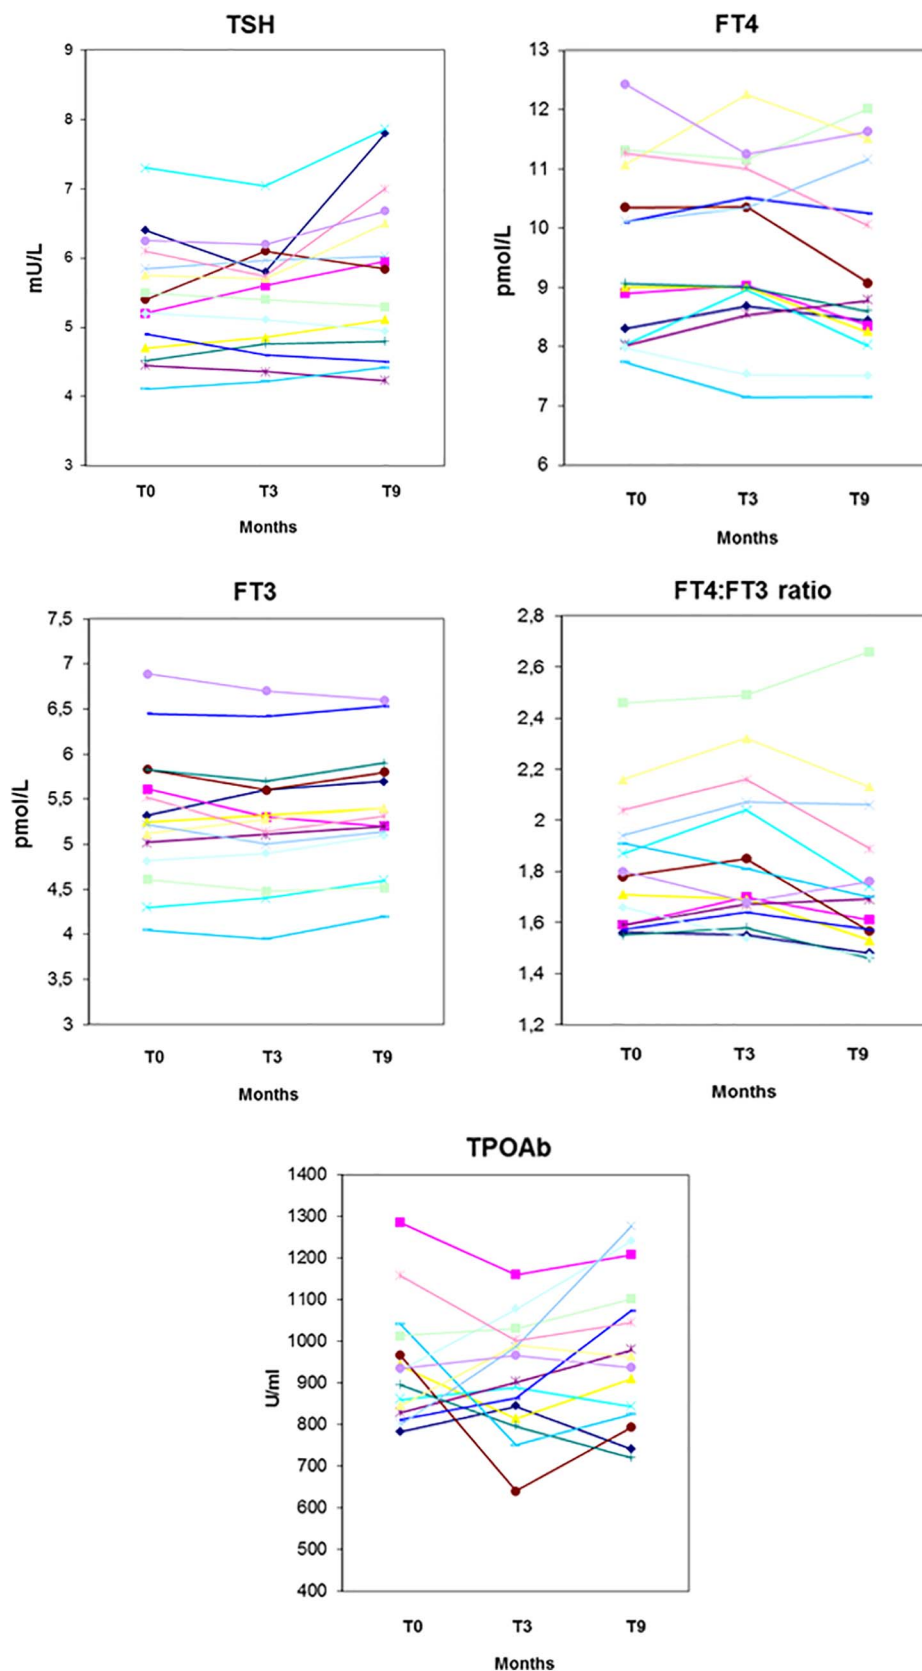 TSH
mU/L
9
8
7
6
5
4
3
T0 T3 T9
Months
FT4
pmol/L
13
12
11
10
9
8
7
6
T0 T3 T9
Months
FT3
pmol/L
7,5
7
6,5
6
5,5
5
4,5
4
3,5
3
T0 T3 T9
Months
FT4:FT3 ratio
2,8
2,6
2,4
2,2
2
1,8
1,6
1,4
1,2
T0 T3 T9
Months
TPOAb
U/ml
1400
1300
1200
1100
1000
900
800
700
600
500
400
T0 T3 T9
Months